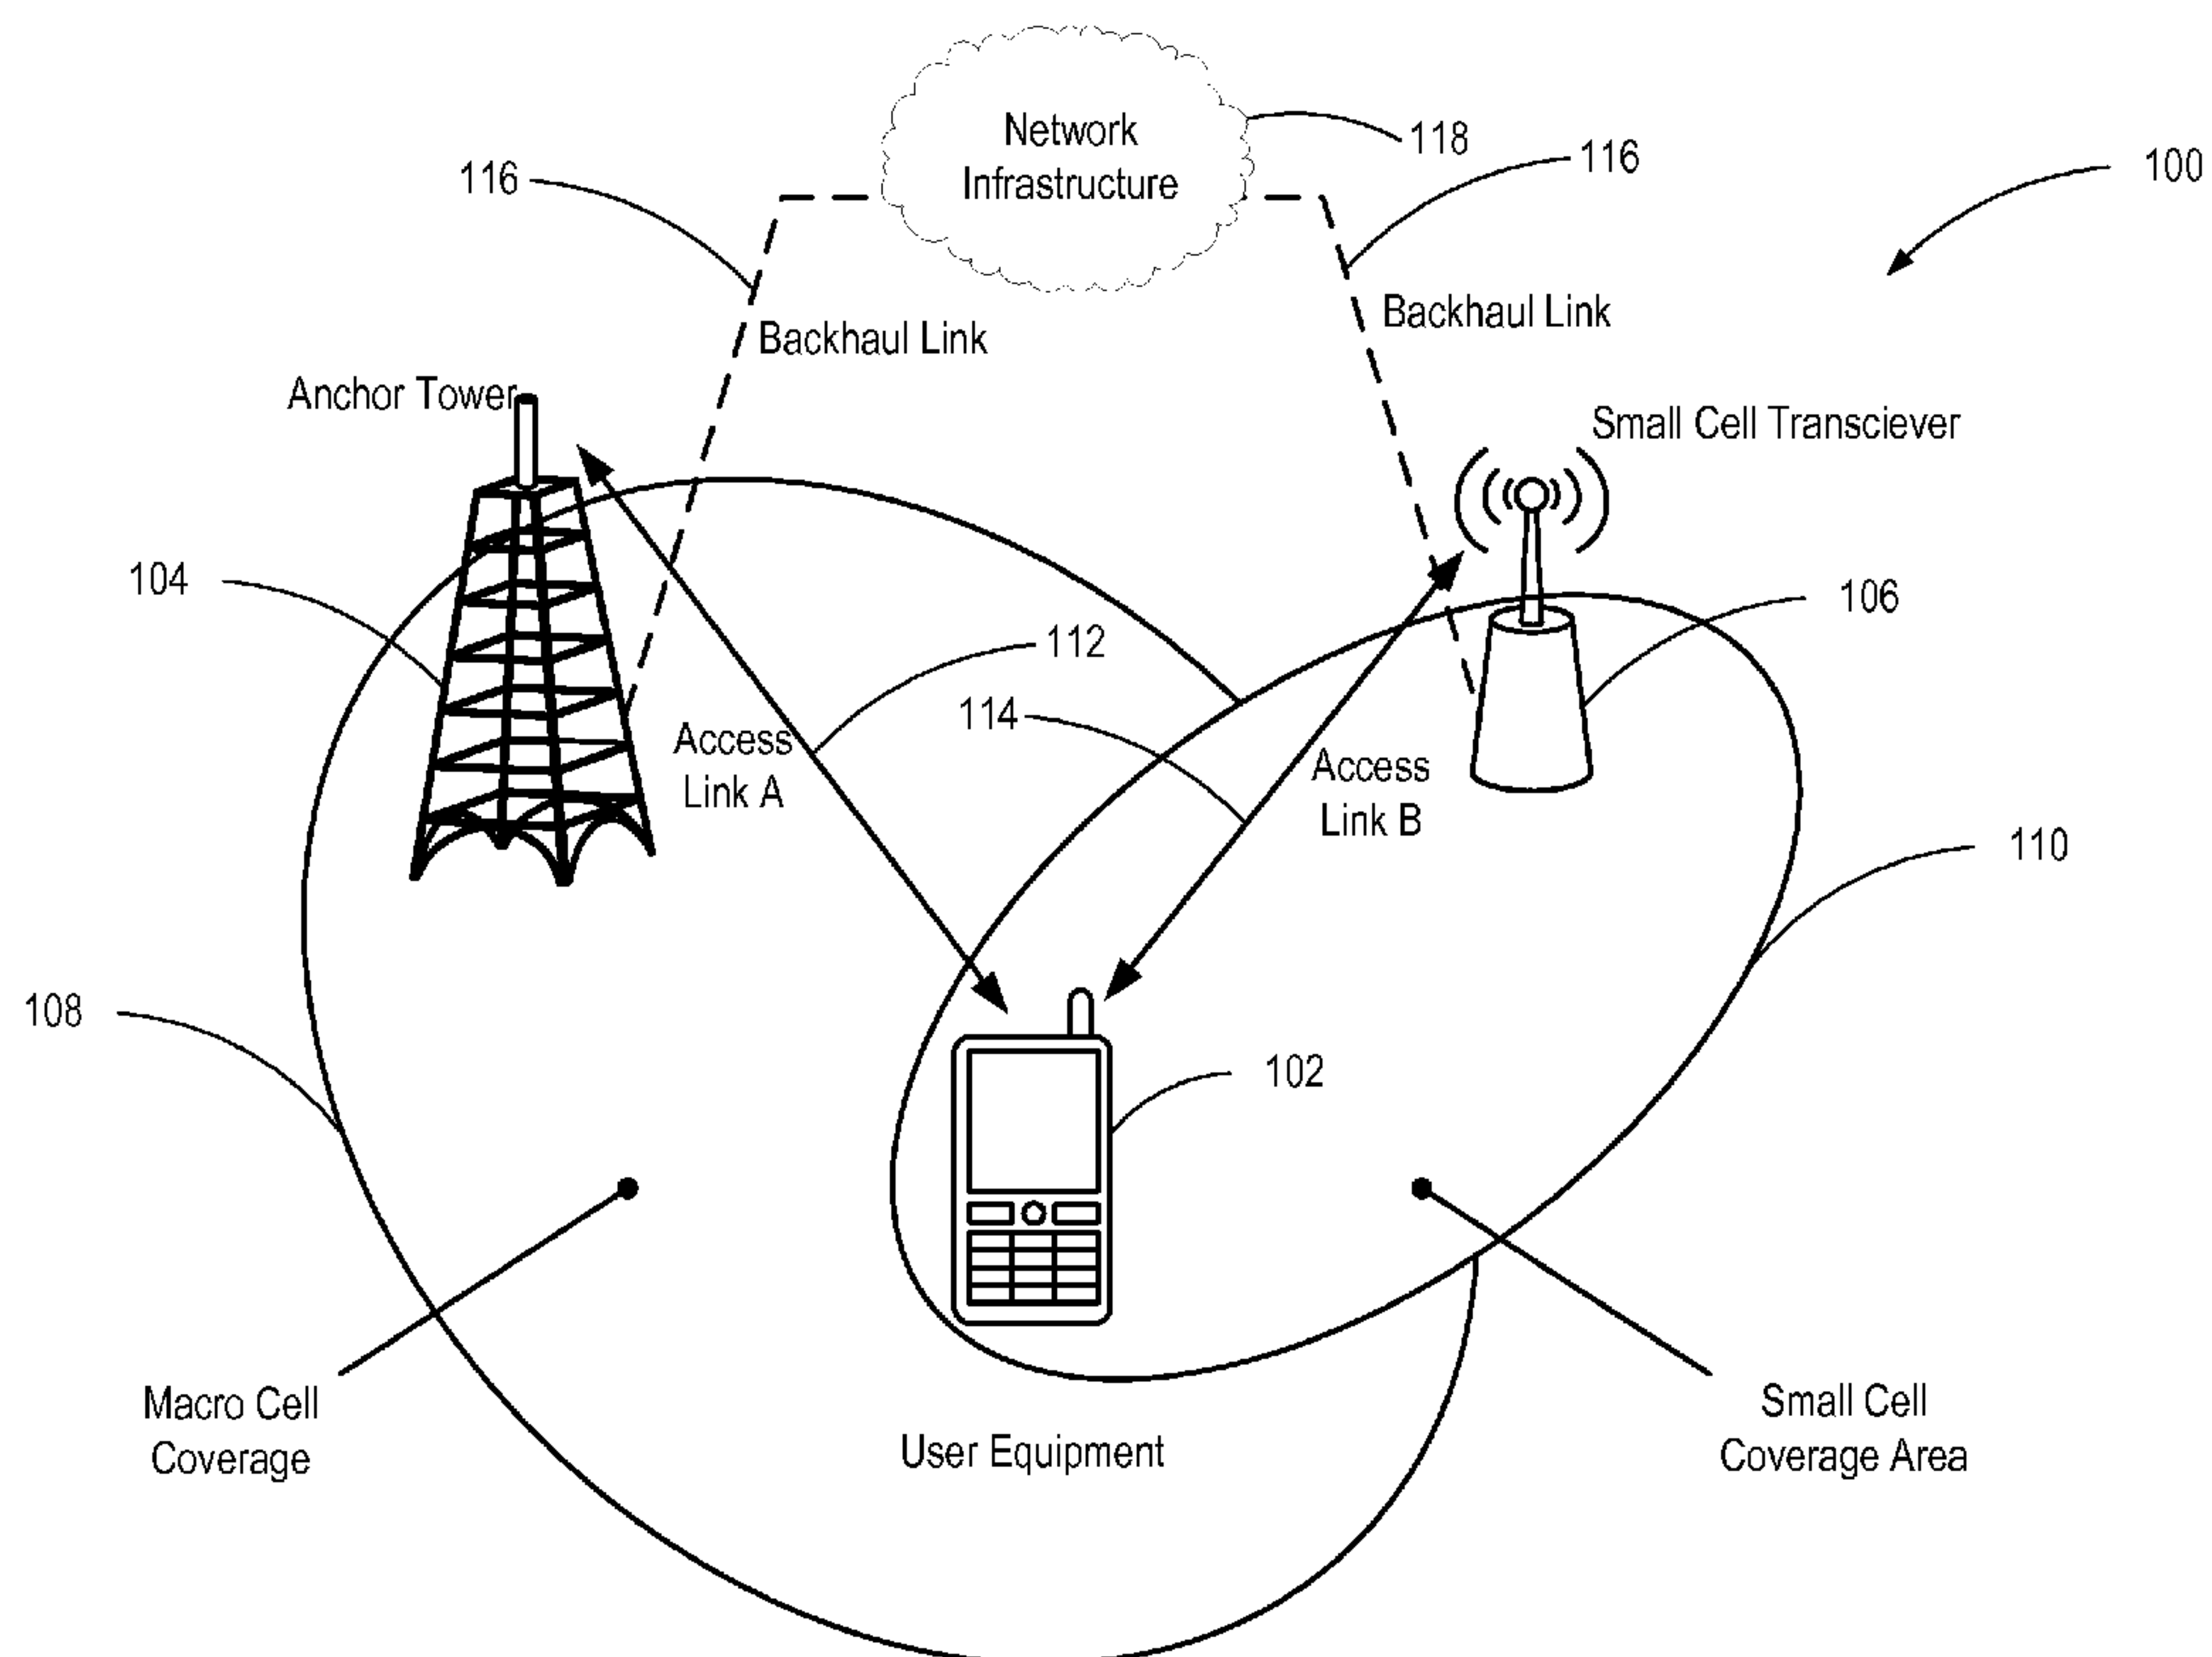 Network
Infrastructure
118
116
116
100
Backhaul Link
Backhaul Link
Anchor Tower
Small Cell Transciever
104
106
112
114
Access
Link A
Access
Link B
110
108
102
Macro Cell
Coverage
User Equipment
Small Cell
Coverage Area